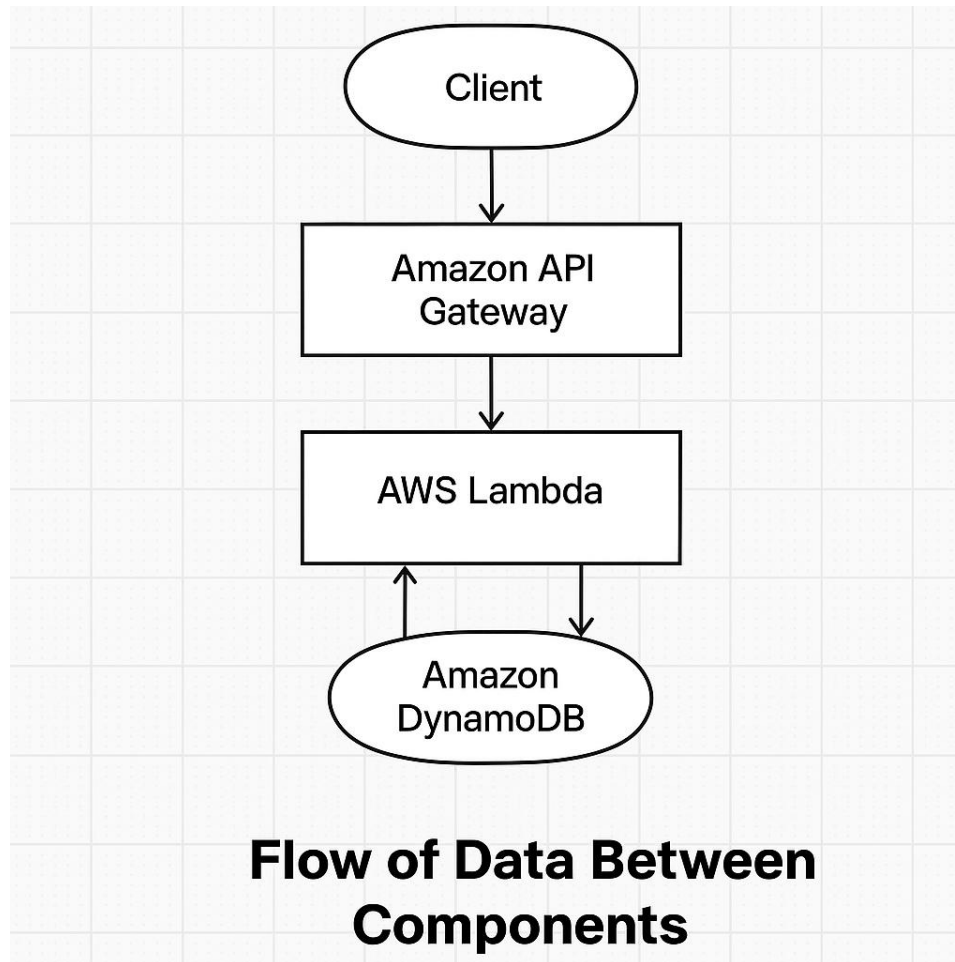 Client
Amazon API
Gateway
AWS Lambda
Amazon
DynamoDB
Flow of Data Between
Components